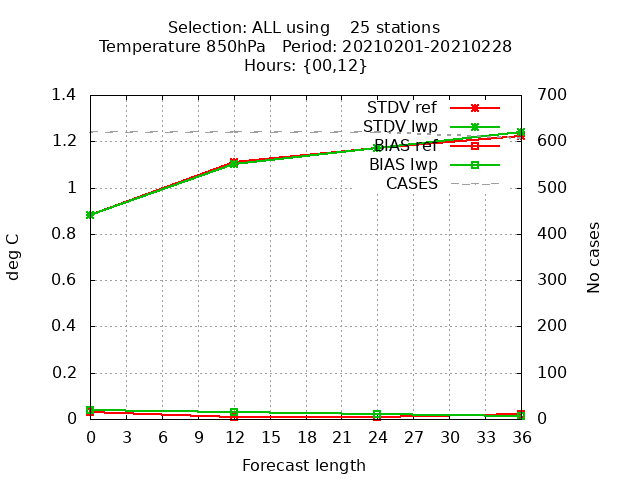 Selection: ALL using    25 stations
Temperature 850hPa   Period: 20210201-20210228
Hours: {00,12}
1.4
1.2
1
0.8
0.6
0.4
0.2
0
deg C
STDV ref
STDV lwp
BIAS ref
BIAS lwp
CASES
700
600
500
400
300
200
100
0
No cases
0 3 6 9 12 15 18 21 24 27 30 33 36
Forecast length